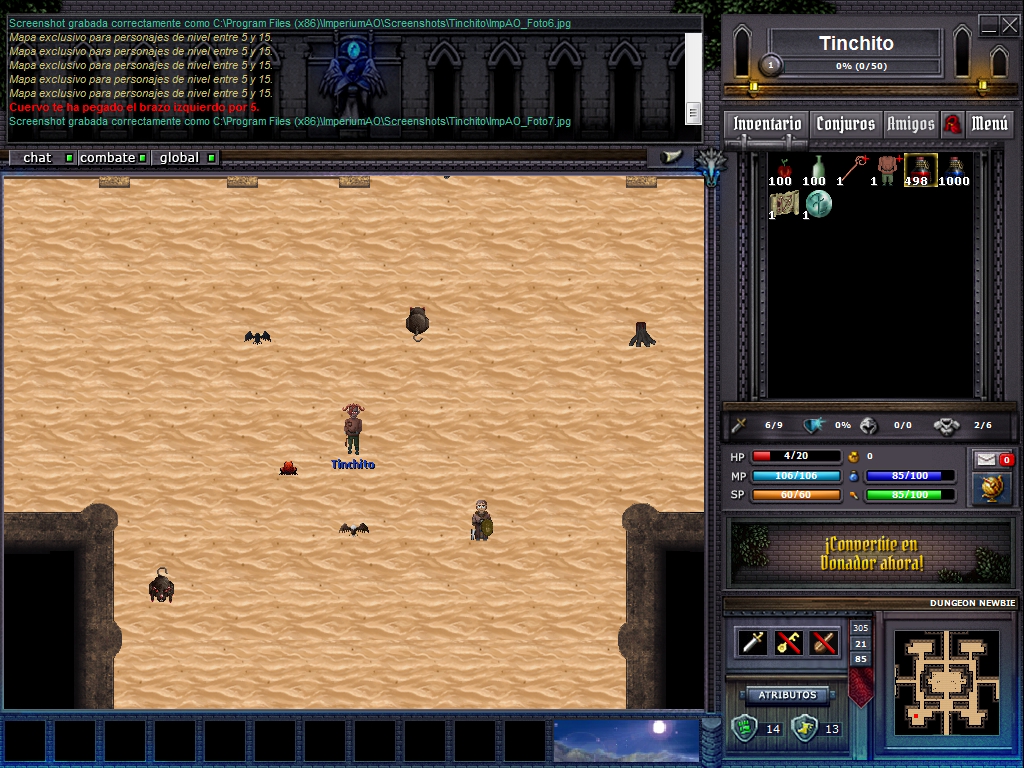 Screenshot grabada correctamente como C:\Program Files (x86)\ImperiumAO\Screenshots\Tinchito\ImpAO_Foto6.jpg
Mapa exclusivo para personajes de nivel entre 5 y 15.
Mapa exclusivo para personajes de nivel entre 5 y 15.
Mapa exclusivo para personajes de nivel entre 5 y 15.
Mapa exclusivo para personajes de nivel entre 5 y 15.
Mapa exclusivo para personajes de nivel entre 5 y 15.
Cuervo te ha pegado el brazo izquierdo por 5.
Screenshot grabada correctamente como C:\Program Files (x86)\ImperiumAO\Screenshots\Tinchito\ImpAO_Foto7.jpg
chat combate global
Tinchito
Tinchito
1 0% (0/50)
Inventario Conjuros Amigos Menú
100 100 1 1 498 1000
1 1
6/9 0% 0/0 2/6
HP 4/20 0
MP 106/106 85/100
SP 60/60 85/100
0
¡Convertite en
Donador ahora!
DUNGEON NEWBIE
305
21
85
ATRIBUTOS
14 13